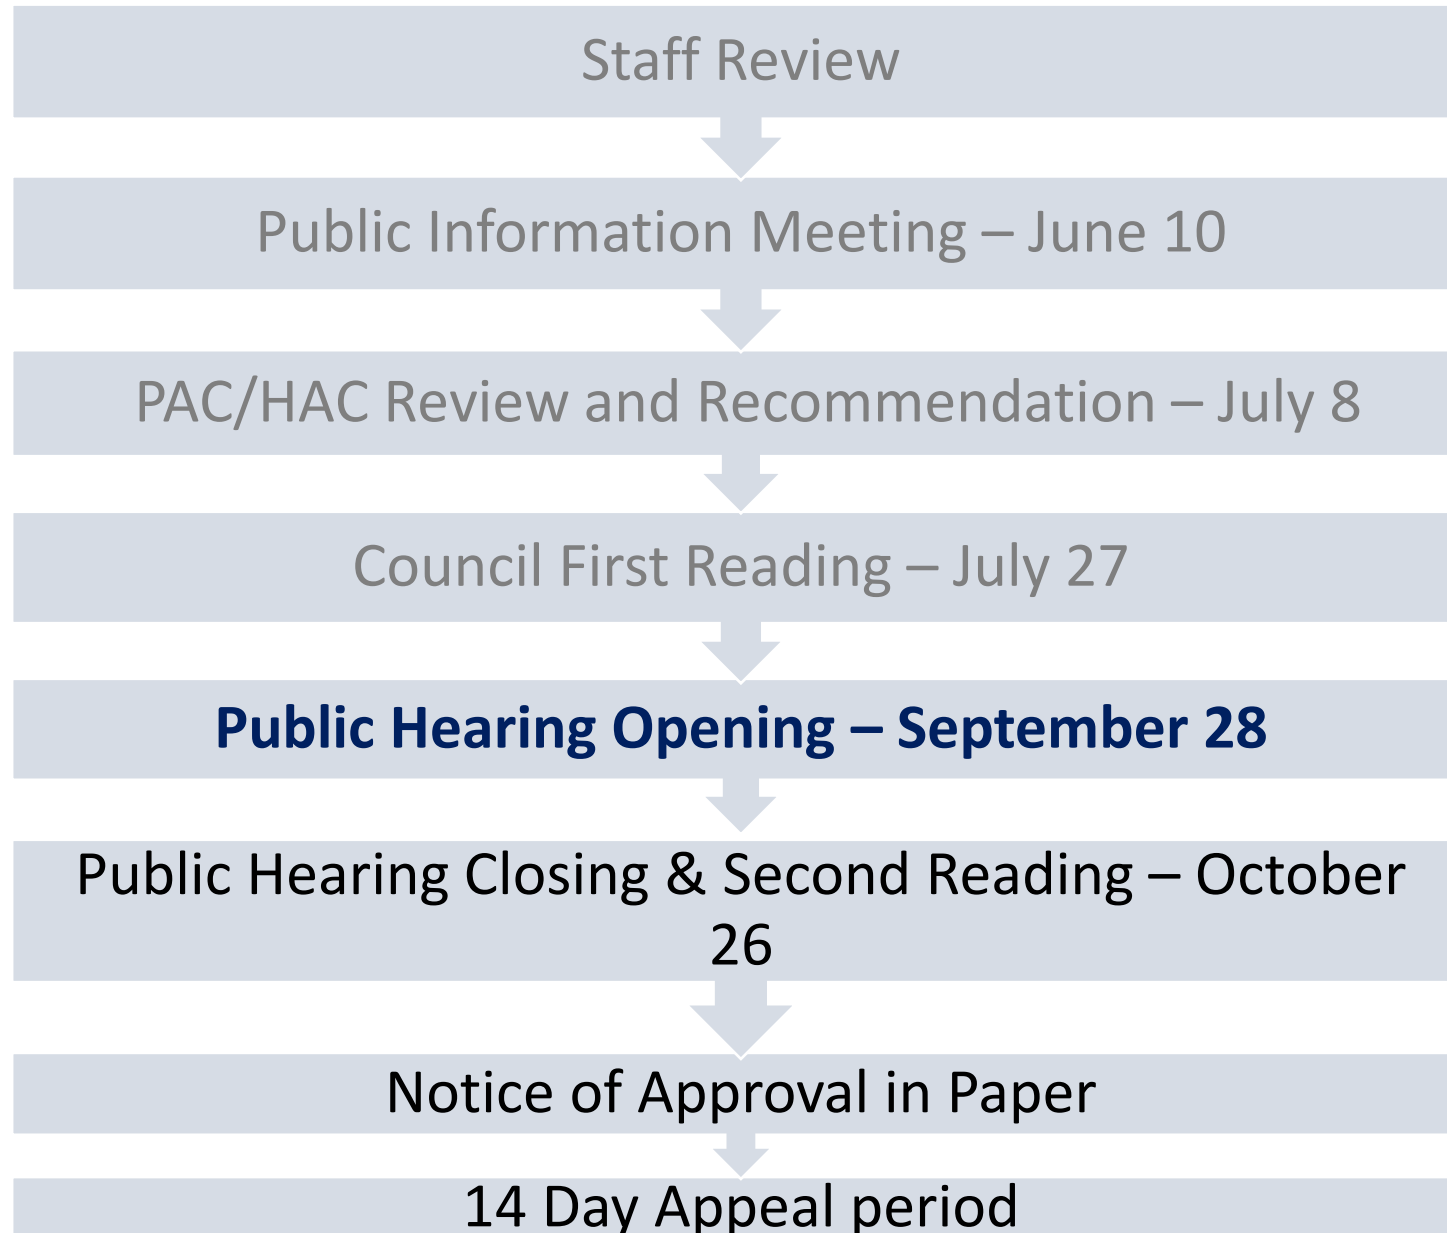 Staff Review
Public Information Meeting – June 10
PAC/HAC Review and Recommendation – July 8
Council First Reading – July 27
Public Hearing Opening – September 28
Public Hearing Closing & Second Reading – October
26
Notice of Approval in Paper
14 Day Appeal period